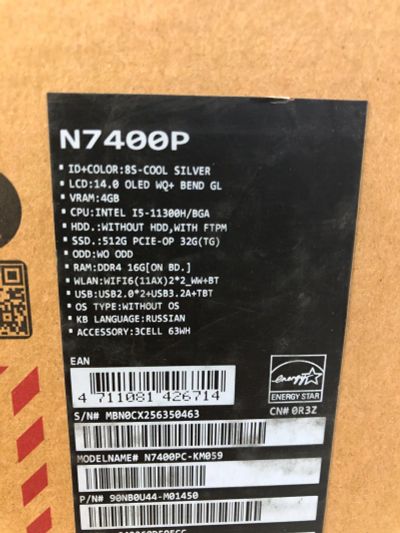 N7400P
▪ ID+COLOR:8S-COOL SILVER
▪ LCD:14.0 OLED WQ+ BEND GL
▪ VRAM:4GB
▪ CPU:INTEL I5-11300H/BGA
▪ HDD.:WITHOUT HDD,WITH FTPM
▪ SSD.:512G PCIE-OP 32G(TG)
▪ ODD:WO ODD
▪ RAM:DDR4 16G[ON BD.]
▪ WLAN:WIFI6(11AX)2*2_WW+BT
▪ USB:USB2.0*2+USB3.2A+TBT
▪ OS TYPE:WITHOUT OS
▪ KB LANGUAGE:RUSSIAN
▪ ACCESSORY:3CELL 63WH
EAN
4 711081 426714
energy
ENERGY STAR
S/N# MBN0CX256350463
CN# 0R3Z
MODELNAME# N7400PC-KM059
P/N# 90NB0U44-M01450